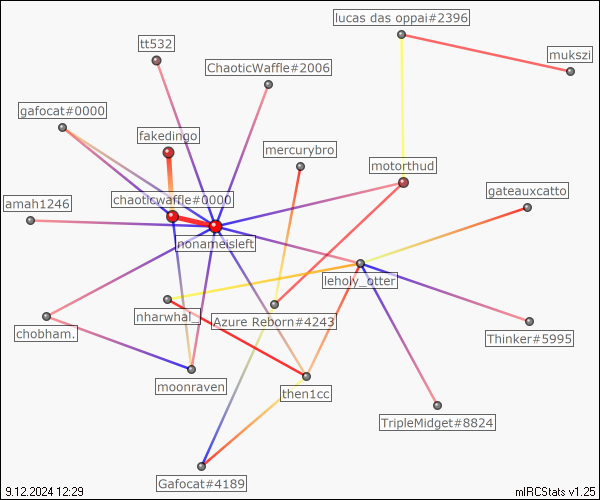 lucas das oppai#2396
tt532
mukszi
ChaoticWaffle#2006
gafocat#0000
fakedingo
mercurybro
motorthud
gateauxcatto
chaoticwaffle#0000
amah1246
nonameisleft
leholy_otter
nharwhal_
Azure Reborn#4243
chobham.
Thinker#5995
moonraven
then1cc
TripleMidget#8824
Gafocat#4189
9.12.2024 12:29
mIRCStats v1.25